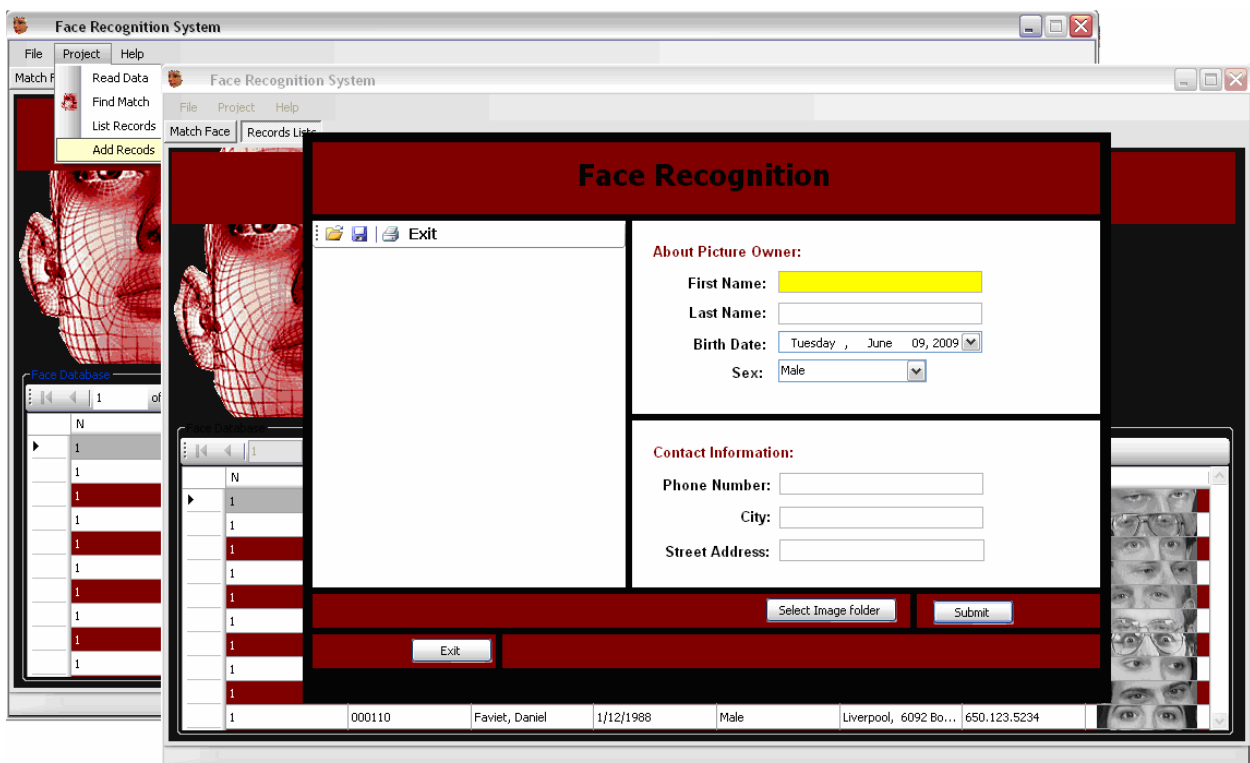 Face Recognition System
File Project Help
Match F
Read Data
Find Match
List Records
Add Recods
Face Database
1 of
N
1
1
1
1
1
1
1
1
1
1
Face Recognition System
File Project Help
Match Face Records Lists
Face Database
1
N
1
1
1
1
1
1
1
1
1
1 000110 Faviet, Daniel 1/12/1988 Male Liverpool, 6092 Bo... 650.123.5234
Face Recognition
Exit
About Picture Owner:
First Name:
Last Name:
Birth Date: Tuesday , June 09, 2009
Sex: Male
Contact Information:
Phone Number:
City:
Street Address:
Select Image folder Submit
Exit